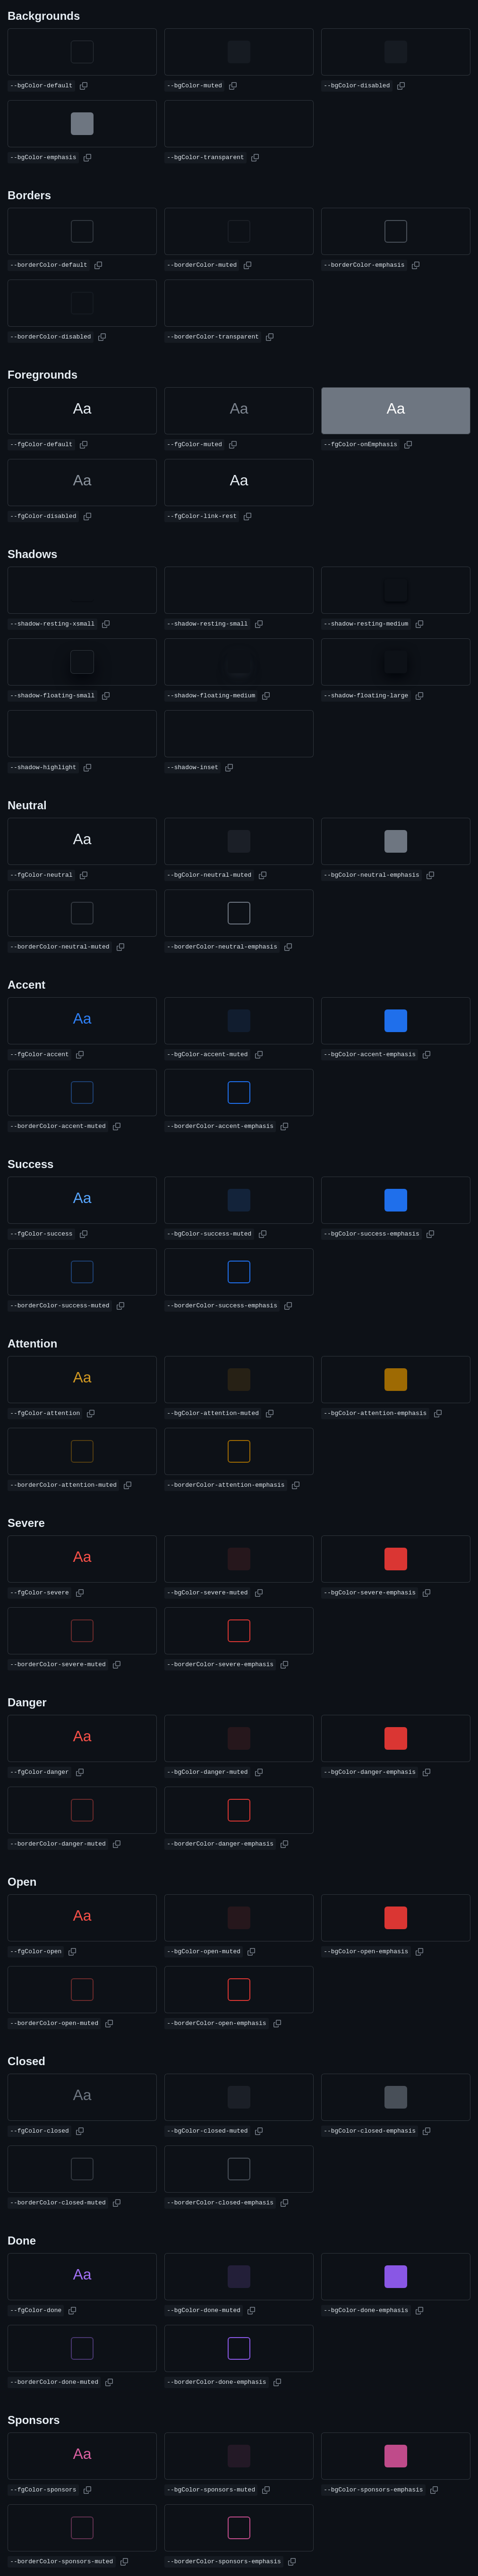 Backgrounds
--bgColor-default --bgColor-muted --bgColor-disabled
--bgColor-emphasis --bgColor-transparent
Borders
--borderColor-default --borderColor-muted --borderColor-emphasis
--borderColor-disabled --borderColor-transparent
Foregrounds
Aa Aa Aa
--fgColor-default --fgColor-muted --fgColor-onEmphasis
Aa Aa
--fgColor-disabled --fgColor-link-rest
Shadows
--shadow-resting-xsmall --shadow-resting-small --shadow-resting-medium
--shadow-floating-small --shadow-floating-medium --shadow-floating-large
--shadow-highlight --shadow-inset
Neutral
Aa
--fgColor-neutral --bgColor-neutral-muted --bgColor-neutral-emphasis
--borderColor-neutral-muted --borderColor-neutral-emphasis
Accent
Aa
--fgColor-accent --bgColor-accent-muted --bgColor-accent-emphasis
--borderColor-accent-muted --borderColor-accent-emphasis
Success
Aa
--fgColor-success --bgColor-success-muted --bgColor-success-emphasis
--borderColor-success-muted --borderColor-success-emphasis
Attention
Aa
--fgColor-attention --bgColor-attention-muted --bgColor-attention-emphasis
--borderColor-attention-muted --borderColor-attention-emphasis
Severe
Aa
--fgColor-severe --bgColor-severe-muted --bgColor-severe-emphasis
--borderColor-severe-muted --borderColor-severe-emphasis
Danger
Aa
--fgColor-danger --bgColor-danger-muted --bgColor-danger-emphasis
--borderColor-danger-muted --borderColor-danger-emphasis
Open
Aa
--fgColor-open --bgColor-open-muted --bgColor-open-emphasis
--borderColor-open-muted --borderColor-open-emphasis
Closed
Aa
--fgColor-closed --bgColor-closed-muted --bgColor-closed-emphasis
--borderColor-closed-muted --borderColor-closed-emphasis
Done
Aa
--fgColor-done --bgColor-done-muted --bgColor-done-emphasis
--borderColor-done-muted --borderColor-done-emphasis
Sponsors
Aa
--fgColor-sponsors --bgColor-sponsors-muted --bgColor-sponsors-emphasis
--borderColor-sponsors-muted --borderColor-sponsors-emphasis